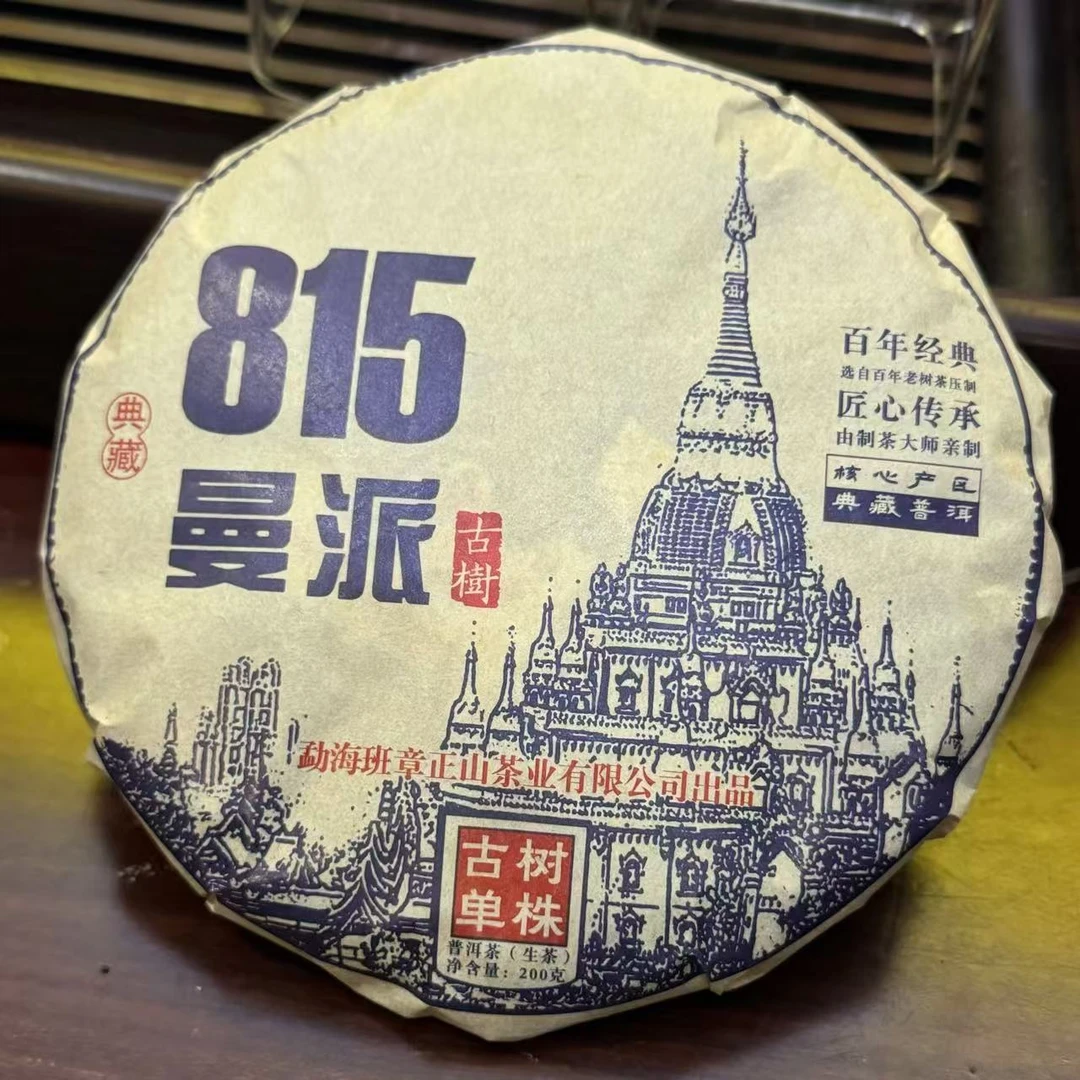 815
曼派
古樹
典藏
百年经典
选自百年老树茶压制
匠心传承
由制茶大师亲制
核心产区
典藏普洱
勐海班章正山茶业有限公司出品
古树
单株
普洱茶（生茶）
净含量：200克